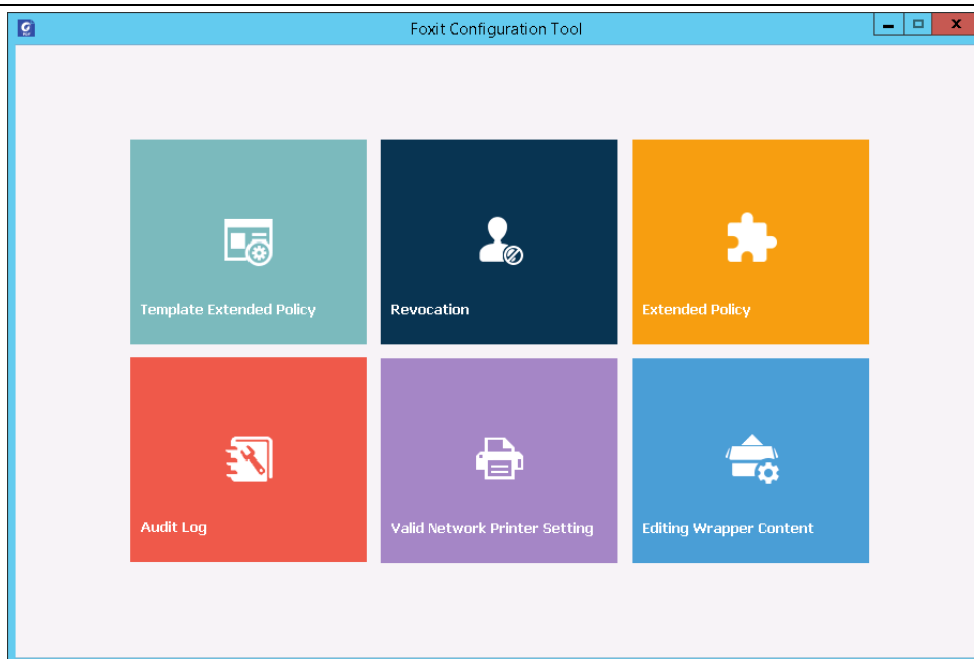 Foxit Configuration Tool
Template Extended Policy
Revocation
Extended Policy
Audit Log
Valid Network Printer Setting
Editing Wrapper Content